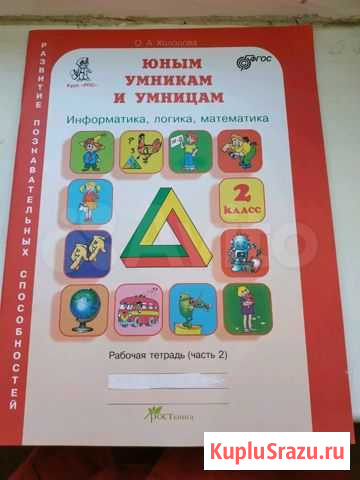 О. А. Холодова
ЮНЫМ
УМНИКАМ
И УМНИЦАМ
Курс «РПС»
ФГОС
Информатика, логика, математика
РАЗВИТИЕ ПОЗНАВАТЕЛЬНЫХ СПОСОБНОСТЕЙ
2
КЛАСС
Avito
Рабочая тетрадь (часть 2)
РОСТкнига
KupluSrazu.ru